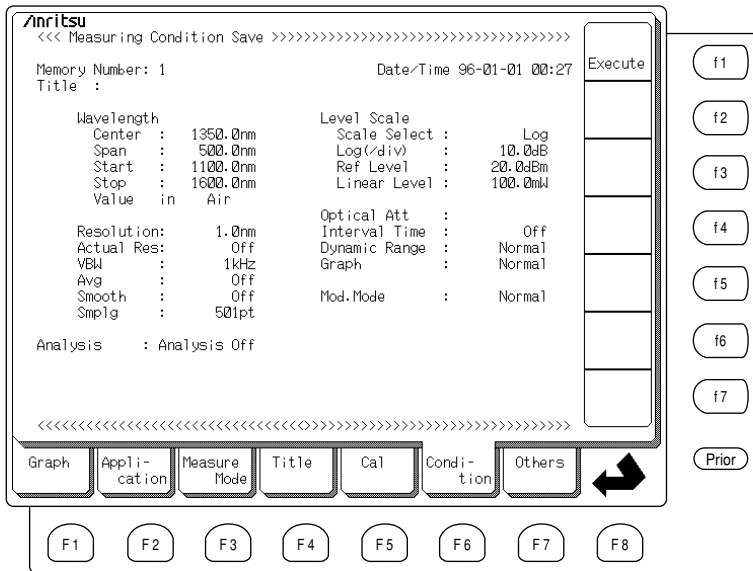 /Inritsu
<<< Measuring Condition Save >>>>>>>>>>>>>>>>>>>>>>>>>>>>>>>>>>>>>>
Memory Number: 1 Date/Time 96-01-01 00:27
Title :
Wavelength
Center : 1350.0nm
Span : 500.0nm
Start : 1100.0nm
Stop : 1600.0nm
Value in Air
Resolution: 1.0nm
Actual Res: Off
VBW : 1kHz
Avg : Off
Smooth : Off
Smplg : 501pt
Level Scale
Scale Select : Log
Log(/div) : 10.0dB
Ref Level : 20.0dBm
Linear Level : 100.0mW
Optical Att :
Interval Time : Off
Dynamic Range : Normal
Graph : Normal
Mod.Mode : Normal
Analysis : Analysis Off
<<<<<<<<<<<<<<<<<<<<<<<<<<<<<<<<<<<>>>>>>>>>>>>>>>>>>>>>>>>>>>>>>>>>>>
Execute
f1
f2
f3
f4
f5
f6
f7
Prior
Graph
Appli-
cation
Measure
Mode
Title
Cal
Condi-
tion
Others
F1
F2
F3
F4
F5
F6
F7
F8